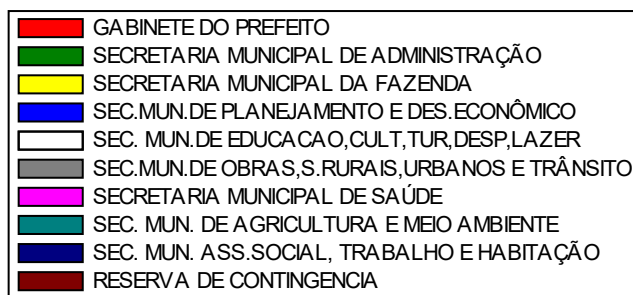 GABINETE DO PREFEITO
SECRETARIA MUNICIPAL DE ADMINISTRAÇÃO
SECRETARIA MUNICIPAL DA FAZENDA
SEC.MUN.DE PLANEJAMENTO E DES.ECONÔMICO
SEC. MUN.DE EDUCACAO,CULT,TUR,DESP,LAZER
SEC.MUN.DE OBRAS,S.RURAIS,URBANOS E TRÂNSITO
SECRETARIA MUNICIPAL DE SAÚDE
SEC. MUN. DE AGRICULTURA E MEIO AMBIENTE
SEC. MUN. ASS.SOCIAL, TRABALHO E HABITAÇÃO
RESERVA DE CONTINGENCIA